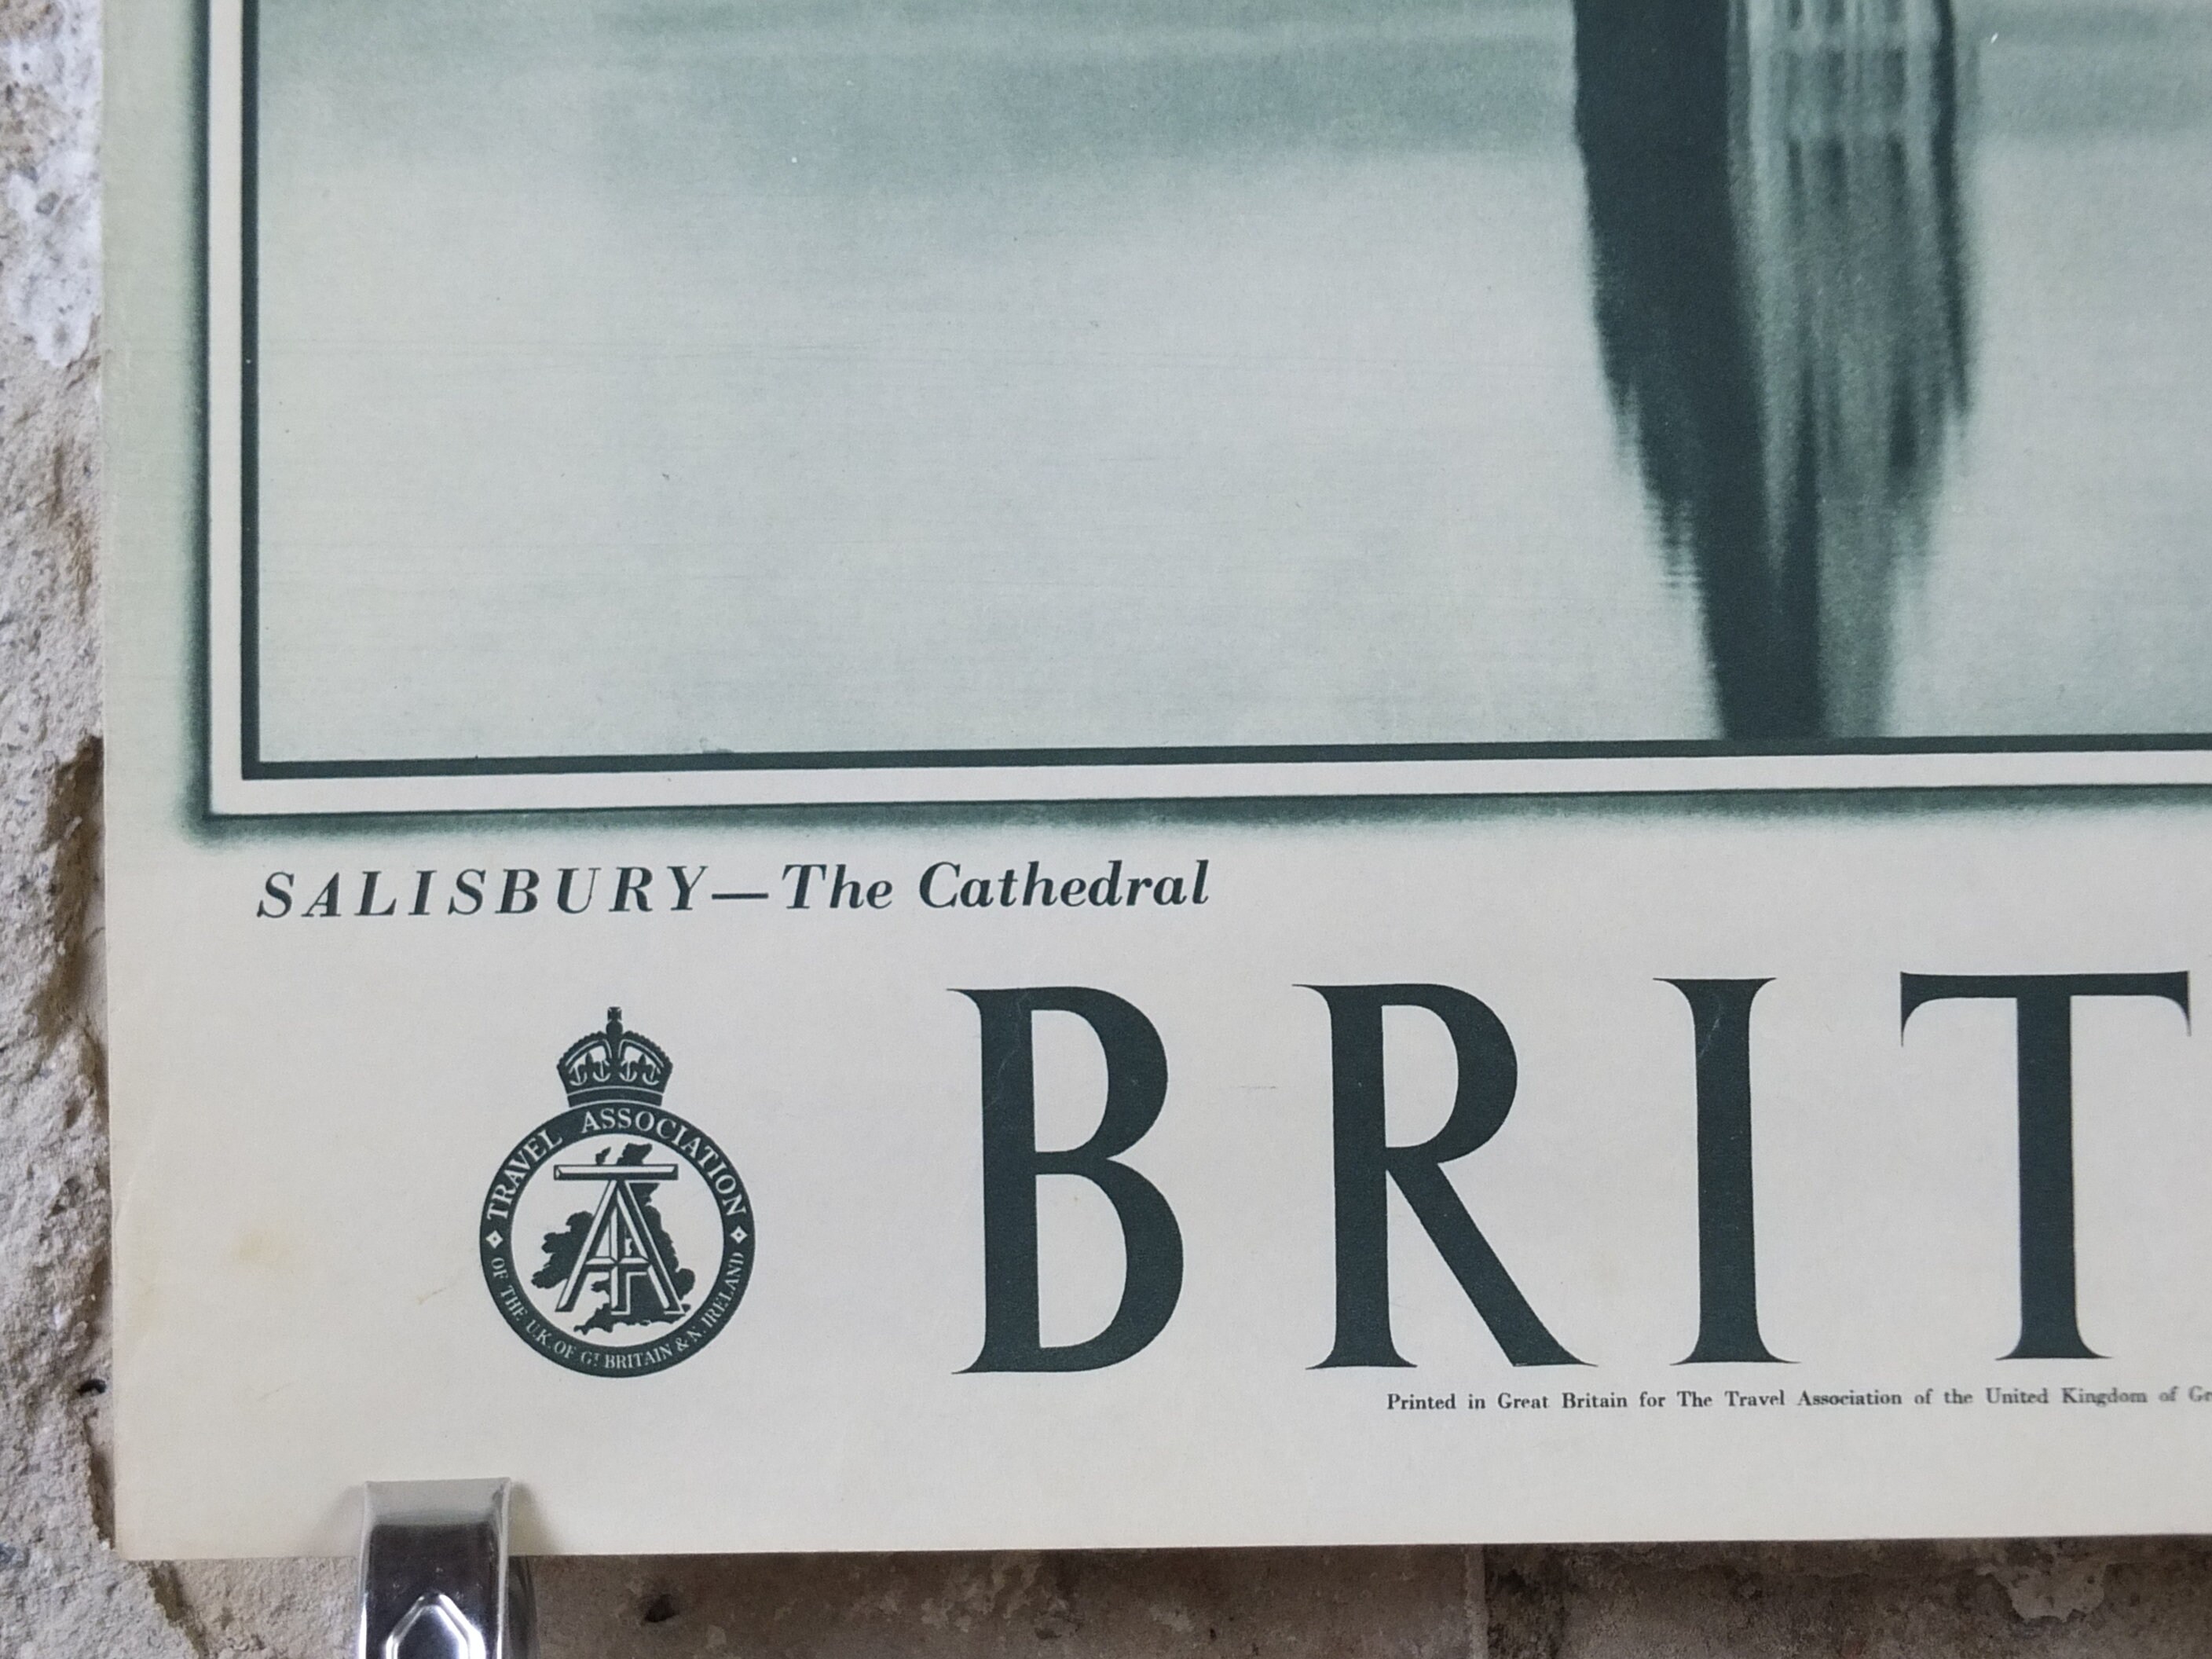 SALISBURY—The Cathedral
TRAVEL ASSOCIATION
OF THE U.K. OF GT BRITAIN & N. IRELAND
TA
BRIT
Printed in Great Britain for The Travel Association of the United Kingdom of Gr